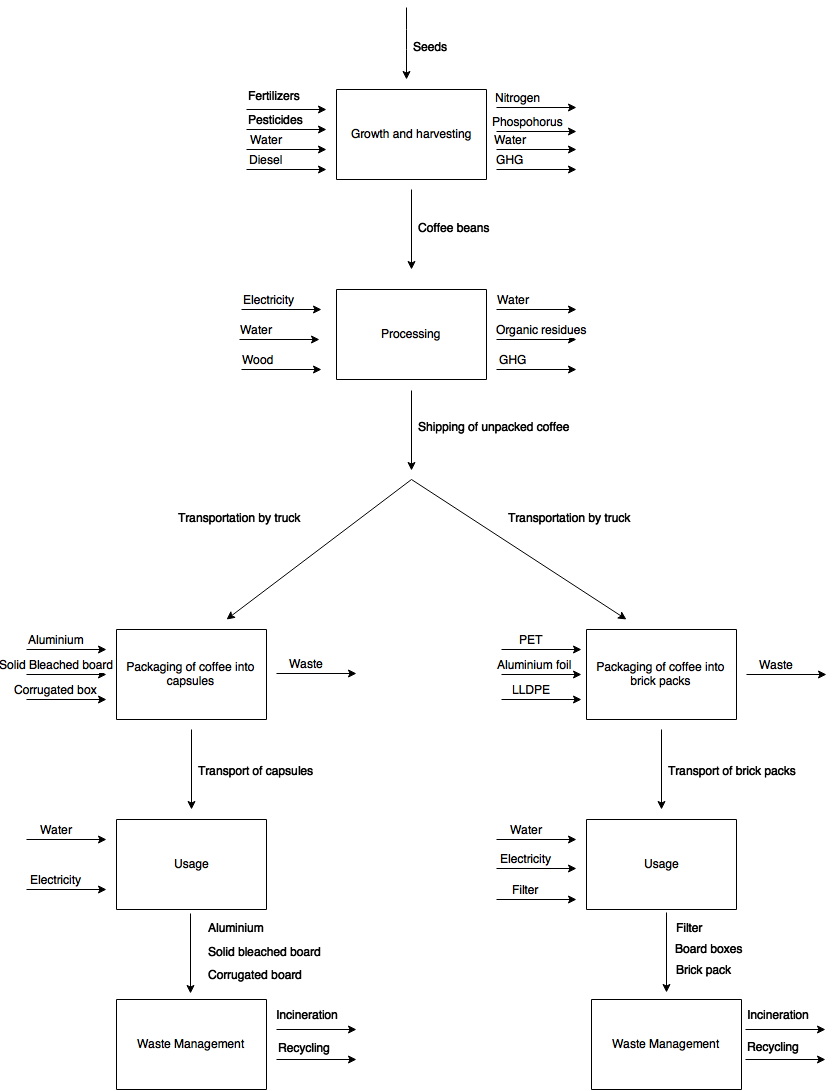 Seeds
Fertilizers
Pesticides
Water
Diesel
Growth and harvesting
Nitrogen
Phospohorus
Water
GHG
Coffee beans
Electricity
Water
Wood
Processing
Water
Organic residues
GHG
Shipping of unpacked coffee
Transportation by truck
Transportation by truck
Aluminium
Solid Bleached board
Corrugated box
Packaging of coffee into
capsules
Waste
PET
Aluminium foil
LLDPE
Packaging of coffee into
brick packs
Waste
Transport of capsules
Transport of brick packs
Water
Electricity
Usage
Water
Electricity
Filter
Usage
Aluminium
Solid bleached board
Corrugated board
Filter
Board boxes
Brick pack
Waste Management
Incineration
Recycling
Waste Management
Incineration
Recycling